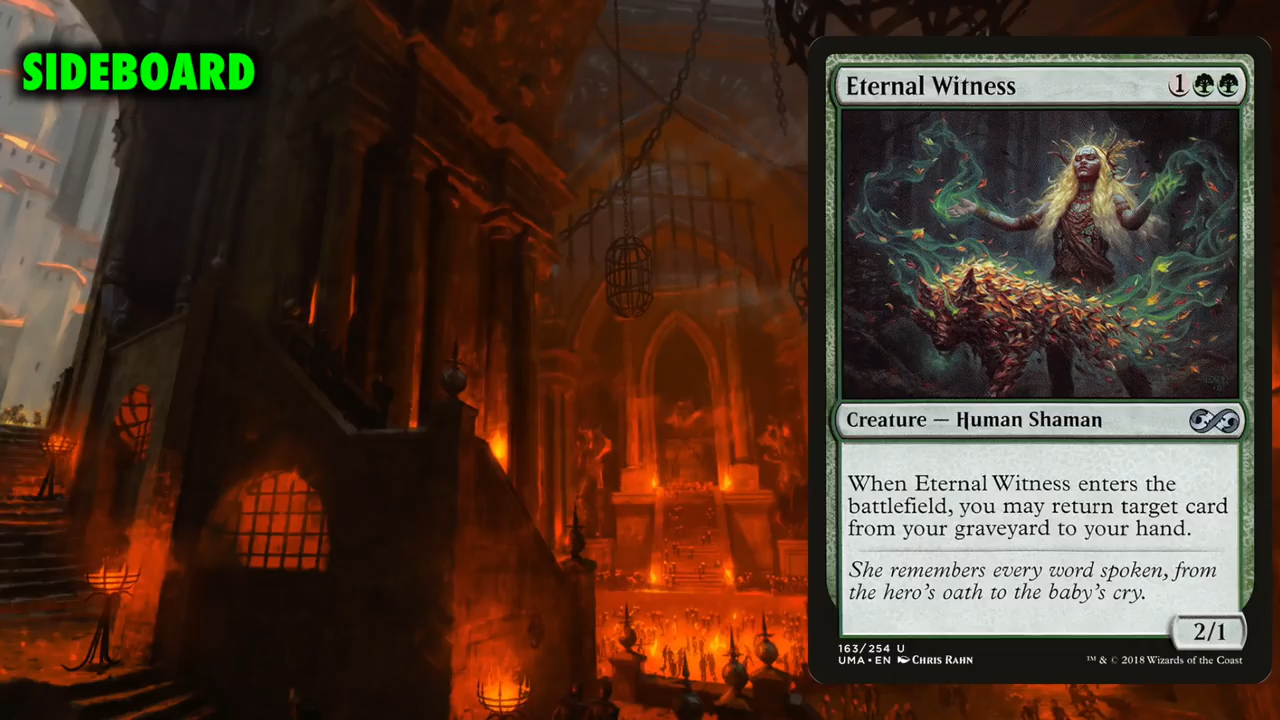 SIDEBOARD
Eternal Witness 1
Creature — Human Shaman
When Eternal Witness enters the
battlefield, you may return target card
from your graveyard to your hand.
She remembers every word spoken, from
the hero's oath to the baby's cry.
2/1
163/254 U
UMA • EN Chris Rahn
™ & © 2018 Wizards of the Coast